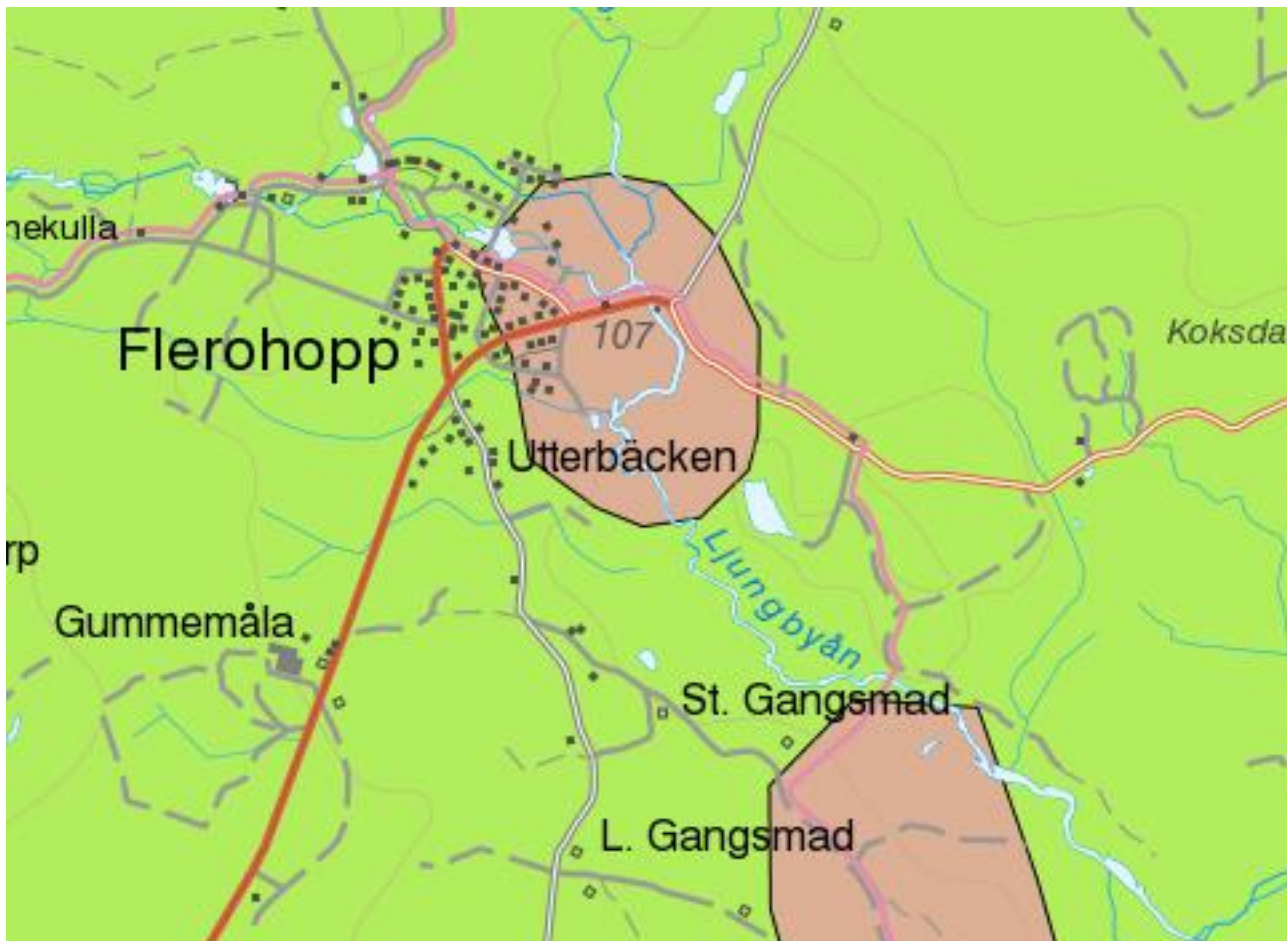 nekulla
Flerohopp
107
Koksda
Utterbäcken
rp
Ljungbyån
Gummemåla
St. Gangsmad
L. Gangsmad